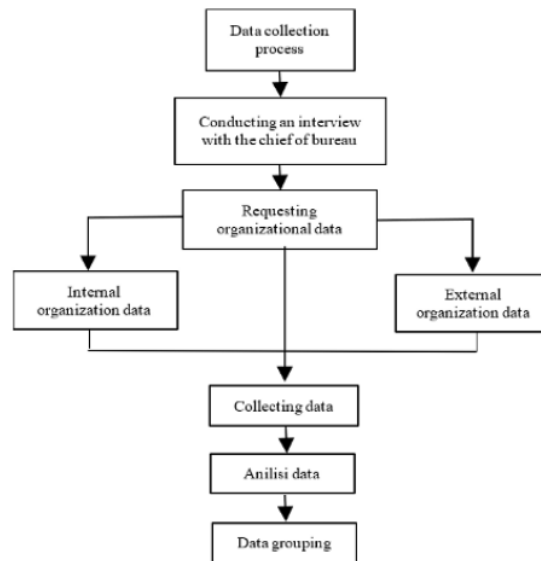 Data collection
process
Conducting an interview
with the chief of bureau
Requesting
organizational data
Internal
organization data
External
organization data
Collecting data
Anilisi data
Data grouping